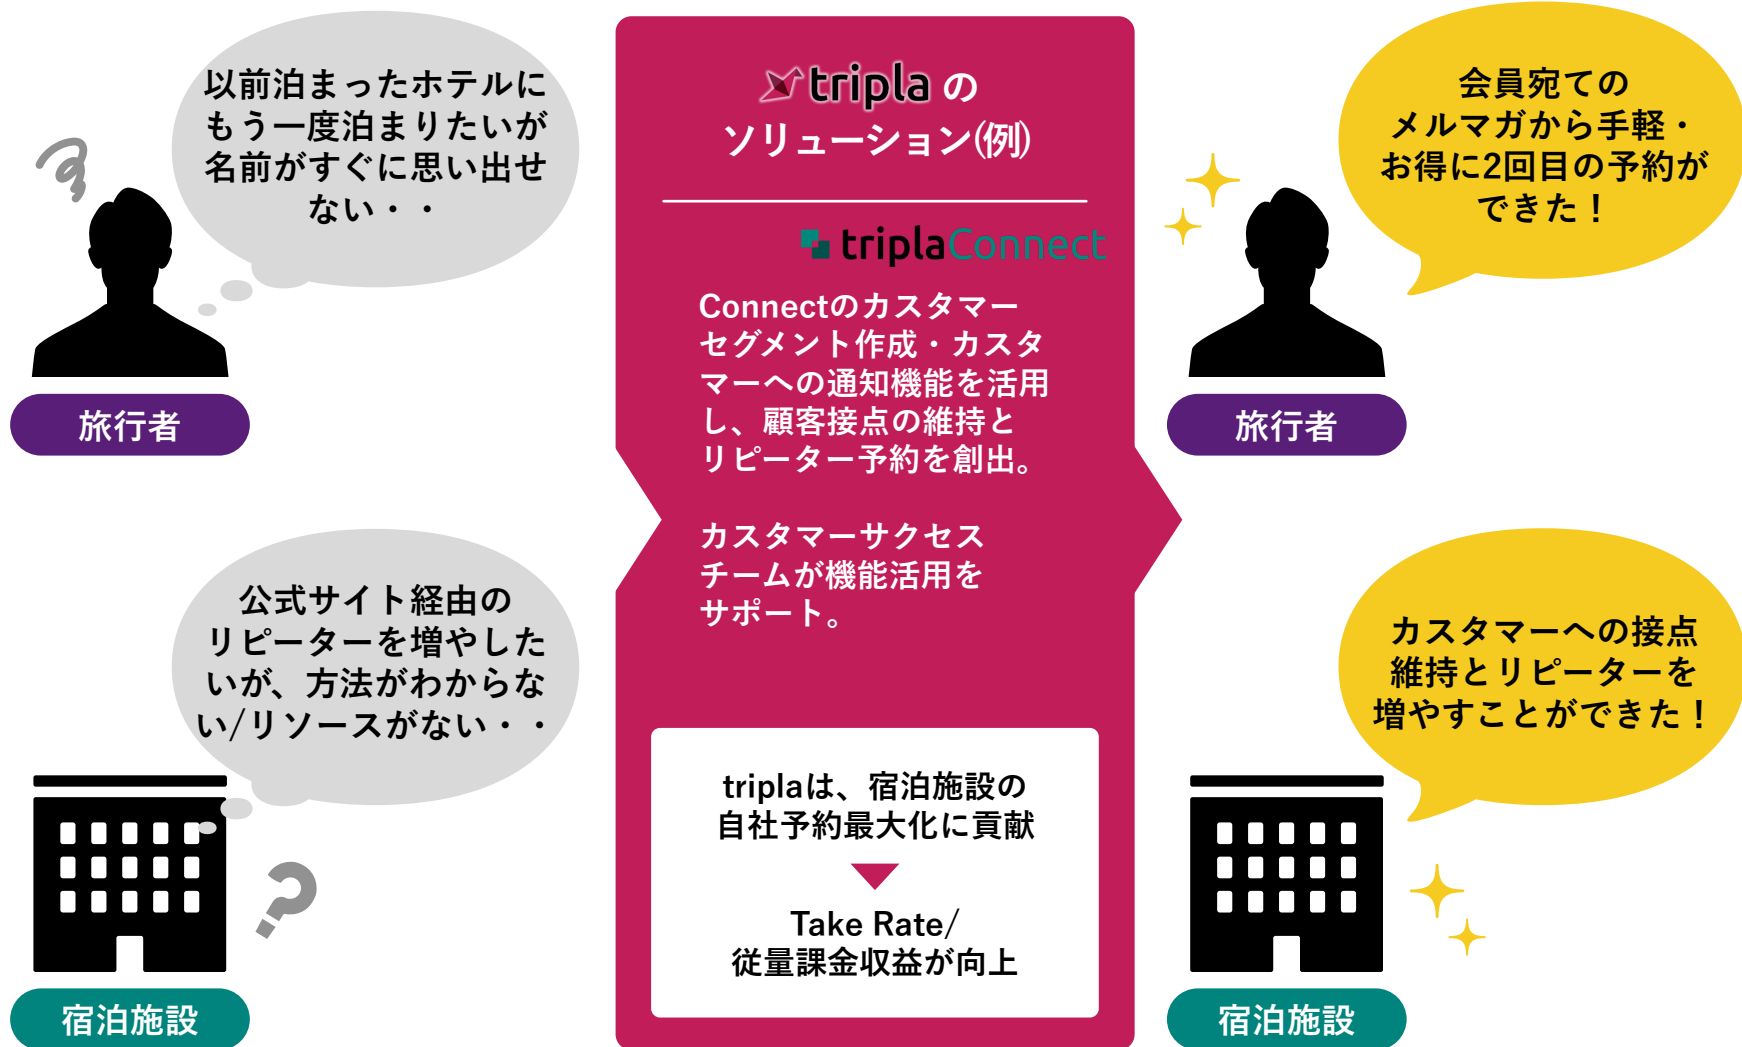 以前泊まったホテルに
もう一度泊まりたいが
名前がすぐに思い出せ
ない・・
旅行者
公式サイト経由の
リピーターを増やした
いが、方法がわからな
い/リソースがない・・
宿泊施設
tripla の
ソリューション(例)
triplaConnect
Connectのカスタマー
セグメント作成・カスタ
マーへの通知機能を活用
し、顧客接点の維持と
リピーター予約を創出。
カスタマーサクセス
チームが機能活用を
サポート。
triplaは、宿泊施設の
自社予約最大化に貢献
Take Rate/
従量課金収益が向上
会員宛ての
メルマガから手軽・
お得に2回目の予約が
できた！
旅行者
カスタマーへの接点
維持とリピーターを
増やすことができた！
宿泊施設